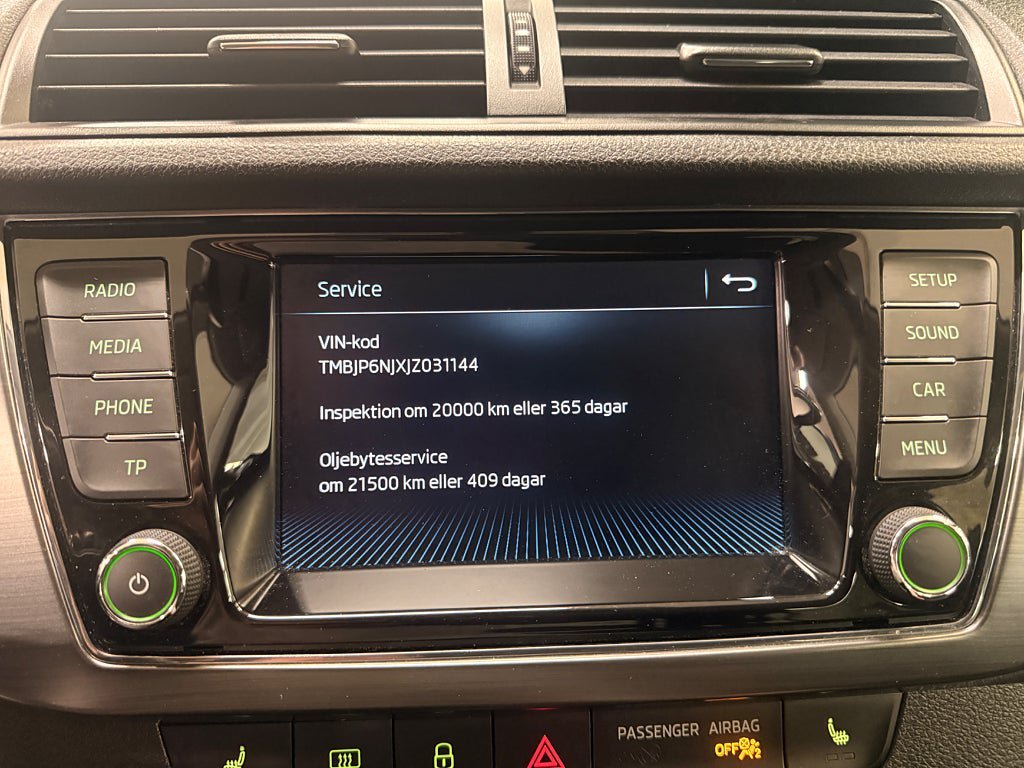 Service
VIN-kod
TMBJP6NJXJZ031144
Inspektion om 20000 km eller 365 dagar
Oljebytesservice
om 21500 km eller 409 dagar
RADIO
MEDIA
PHONE
TP
SETUP
SOUND
CAR
MENU
PASSENGER AIRBAG
OFF 2